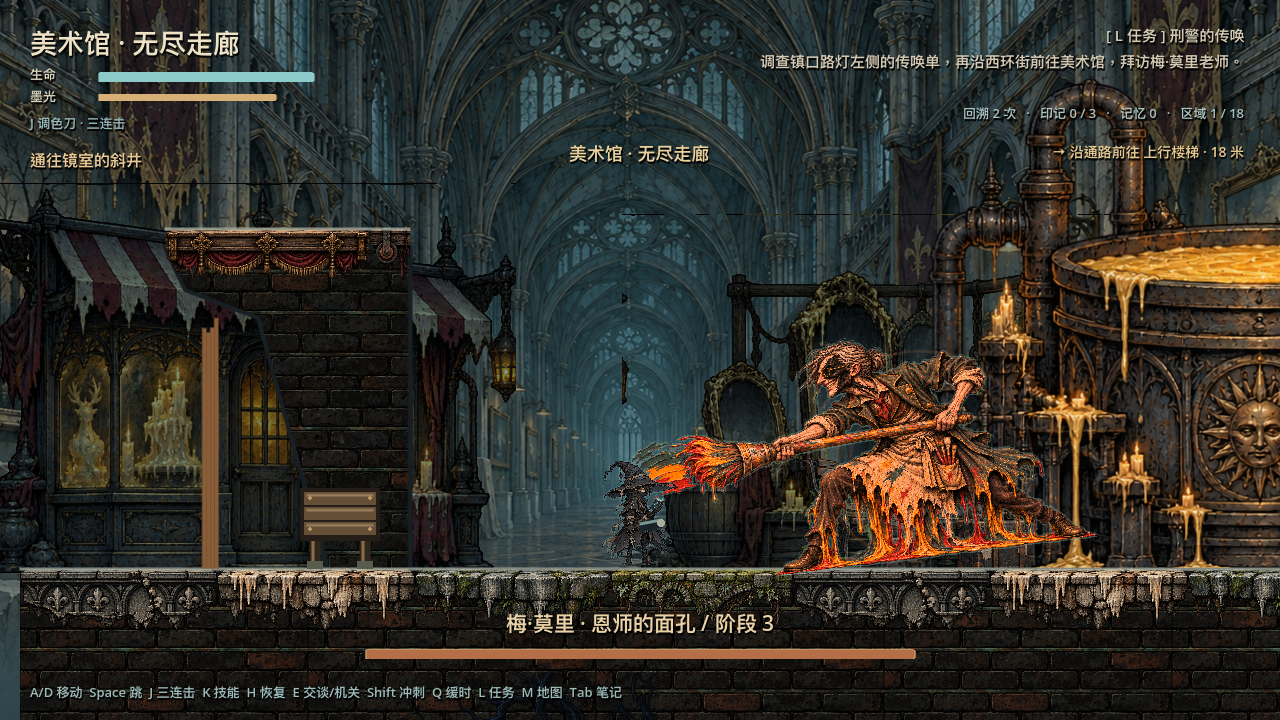 美术馆 · 无尽走廊
生命
墨光
J 调色刀 · 三连击
通往镜室的斜井
[ L 任务 ] 刑警的传唤
调查镇口路灯左侧的传唤单，再沿西环街前往美术馆，拜访梅·莫里老师。
回溯 2 次 · 印记 0 / 3 · 记忆 0 · 区域 1 / 18
→ 沿通路前往 上行楼梯 · 18 米
美术馆 · 无尽走廊
梅·莫里 · 恩师的面孔 / 阶段 3
A/D 移动 Space 跳 J 三连击 K 技能 H 恢复 E 交谈/机关 Shift 冲刺 Q 缓时 L 任务 M 地图 Tab 笔记